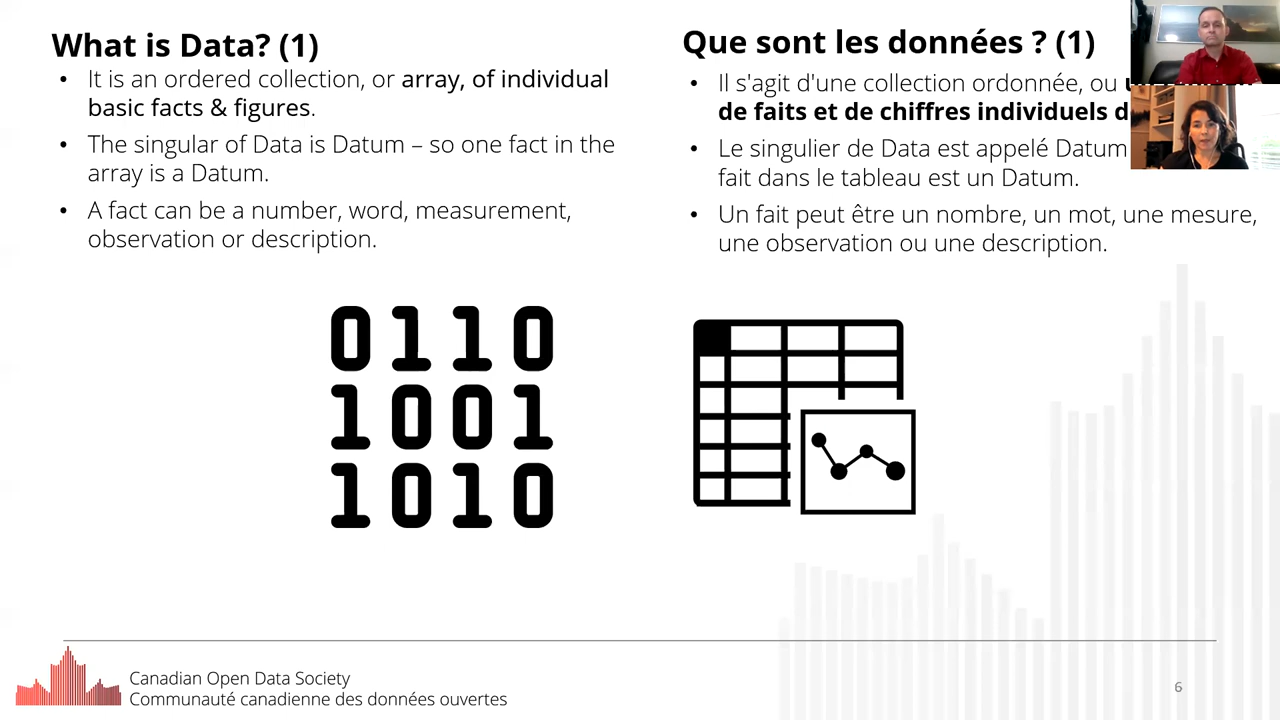 What is Data? (1)
• It is an ordered collection, or array, of individual
basic facts & figures.
• The singular of Data is Datum – so one fact in the
array is a Datum.
• A fact can be a number, word, measurement,
observation or description.
Que sont les données ? (1)
• Il s'agit d'une collection ordonnée, ou
de faits et de chiffres individuels
• Le singulier de Data est appelé Datum
fait dans le tableau est un Datum.
• Un fait peut être un nombre, un mot, une mesure,
une observation ou une description.
0110
1001
1010
Canadian Open Data Society
Communauté canadienne des données ouvertes
6